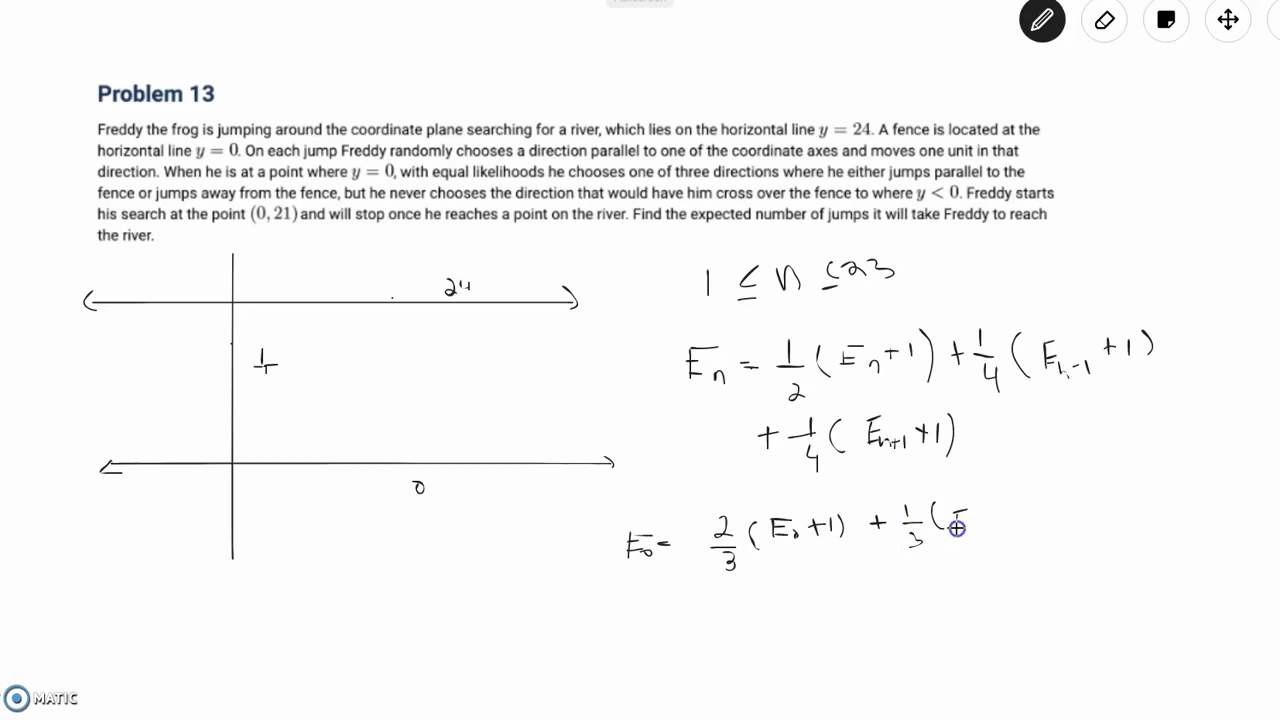 Problem 13
Freddy the frog is jumping around the coordinate plane searching for a river, which lies on the horizontal line y = 24. A fence is located at the
horizontal line y = 0. On each jump Freddy randomly chooses a direction parallel to one of the coordinate axes and moves one unit in that
direction. When he is at a point where y = 0, with equal likelihoods he chooses one of three directions where he either jumps parallel to the
fence or jumps away from the fence, but he never chooses the direction that would have him cross over the fence to where y < 0. Freddy starts
his search at the point (0, 21) and will stop once he reaches a point on the river. Find the expected number of jumps it will take Freddy to reach
the river.
1 ≤ n ≤ 23
24
E_n = 1/2 (E_n + 1) + 1/4 (E_{n-1} + 1)
+ 1/4 (E_{n+1} + 1)
0
E_0 = 2/3 (E_0 + 1) + 1/3 (
MATIC